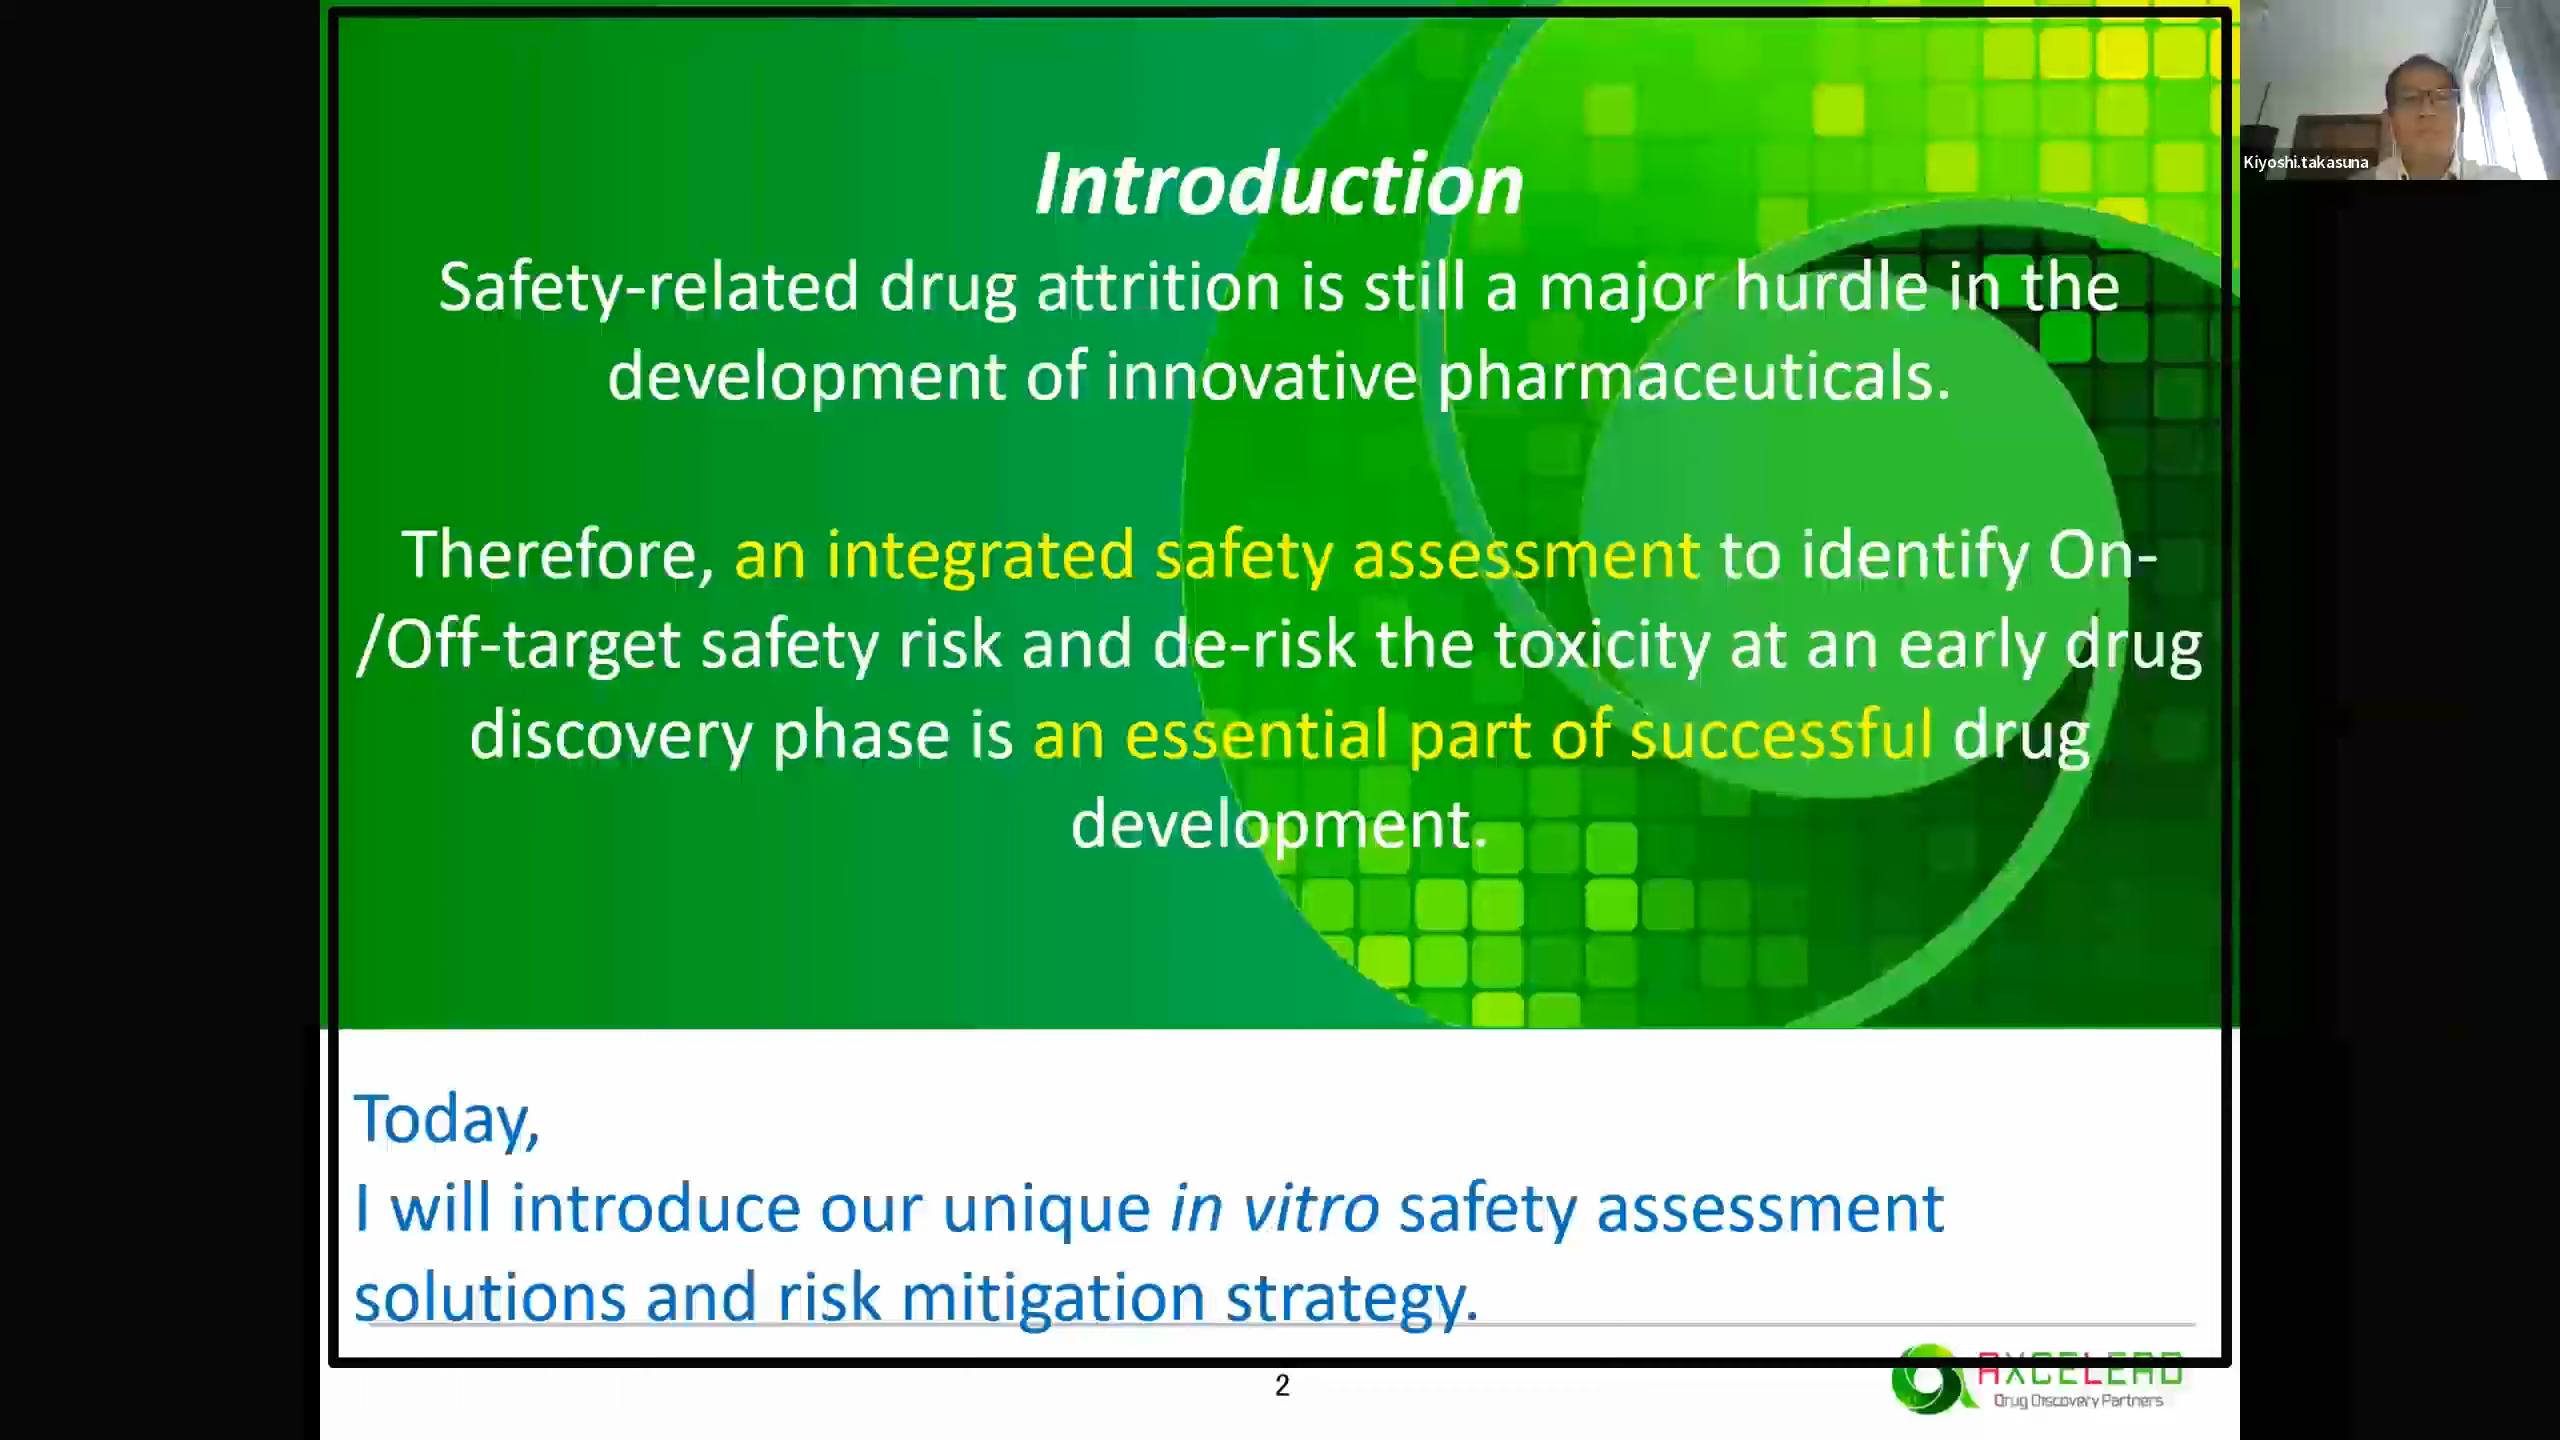 Introduction
Safety-related drug attrition is still a major hurdle in the
development of innovative pharmaceuticals.
Therefore, an integrated safety assessment to identify On-
/Off-target safety risk and de-risk the toxicity at an early drug
discovery phase is an essential part of successful drug
development.
Today,
I will introduce our unique in vitro safety assessment
solutions and risk mitigation strategy.
2
AXCELEAD
Drug Discovery Partners
Kiyoshi.takasuna